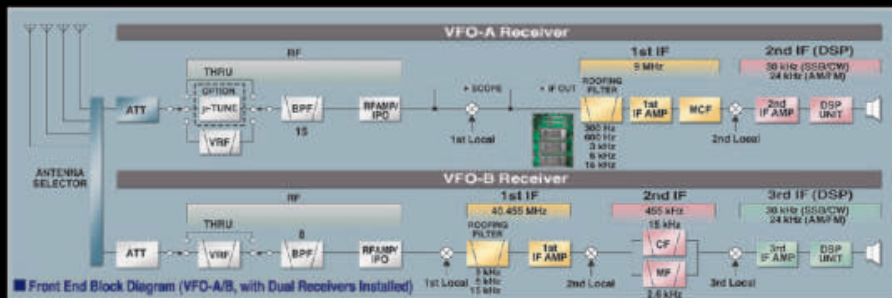 VFO-A Receiver
RF
1st IF
9 MHz
2nd IF (DSP)
30 kHz (SSB/CW)
24 kHz (AM/FM)
THRU
OPTION
μ-TUNE
VRF
ATT
BPF
15
RF AMP/
IPO
SCOPE
1st Local
IF OUT
ROOFING
FILTER
300 Hz
600 Hz
3 kHz
6 kHz
15 kHz
1st
IF AMP
MCF
2nd Local
2nd
IF AMP
DSP
UNIT
ANTENNA
SELECTOR
VFO-B Receiver
RF
1st IF
40.455 MHz
2nd IF
455 kHz
3rd IF (DSP)
30 kHz (SSB/CW)
24 kHz (AM/FM)
THRU
ATT
VRF
8
BPF
RF AMP/
IPO
1st Local
ROOFING
FILTER
3 kHz
6 kHz
15 kHz
1st
IF AMP
2nd Local
15 kHz
CF
MF
2.6 kHz
3rd Local
3rd
IF AMP
DSP
UNIT
Front End Block Diagram (VFO-A/B, with Dual Receivers Installed)